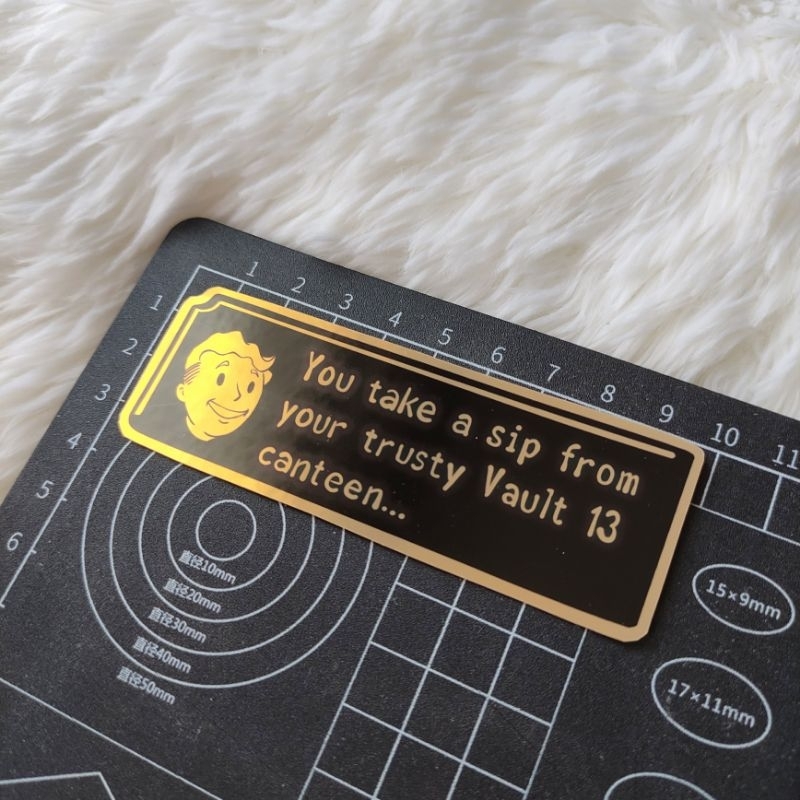 1 2 3 4 5 6 7 8 9 10 11
1
2
3
4
5
6
You take a sip from
your trusty Vault 13
canteen...
直径10mm
直径20mm
直径30mm
直径40mm
直径50mm
15×9mm
17×11mm